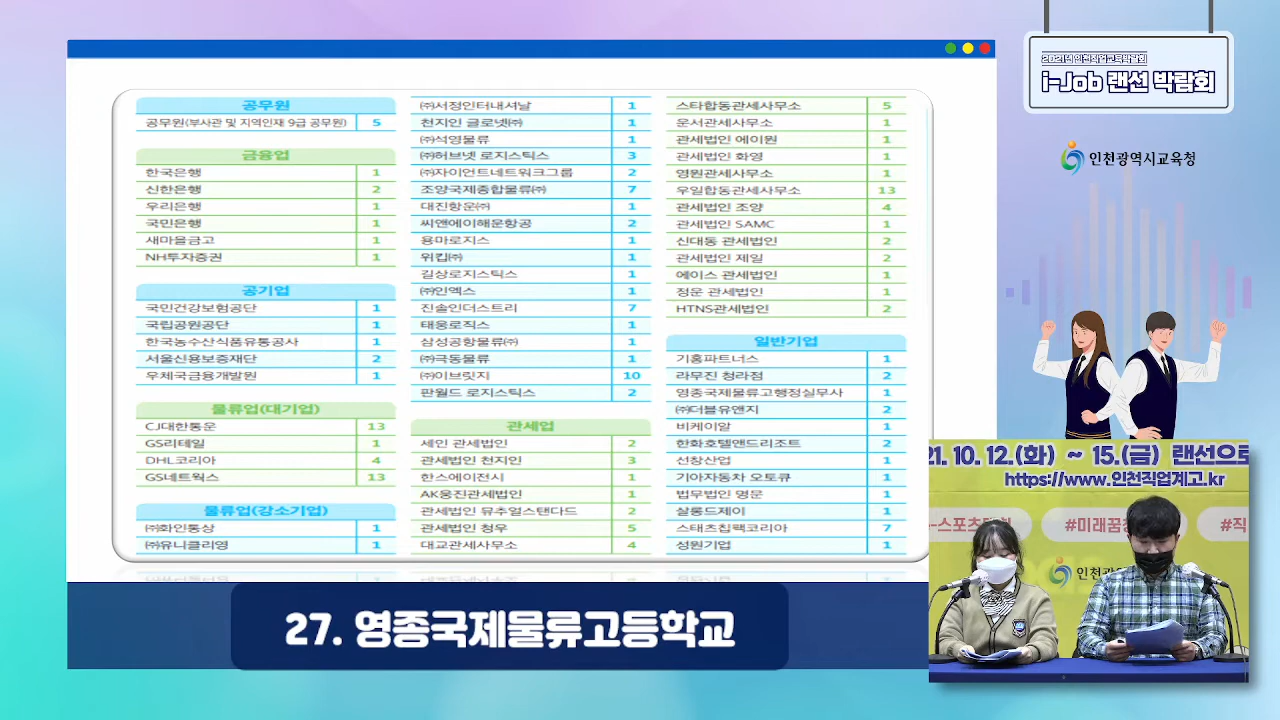 공무원
공무원(부사관 및 지역인재 9급 공무원) 5
금융업
한국은행 1
신한은행 2
우리은행 1
국민은행 1
새마을금고 1
NH투자증권 1
공기업
국민건강보험공단 1
국립공원공단 1
한국농수산식품유통공사 1
서울신용보증재단 2
우체국금융개발원 1
물류업(대기업)
CJ대한통운 13
GS리테일 1
DHL코리아 4
GS네트웍스 13
물류업(강소기업)
㈜화인통상 1
㈜유니클리영 1
㈜서정인터내셔날 1
천지인 글로넷㈜ 1
㈜석영물류 1
㈜허브넷 로지스틱스 3
㈜자이언트네트워크그룹 2
조양국제종합물류㈜ 7
대진항운㈜ 1
씨앤에이해운항공 2
용마로지스 1
위킵㈜ 1
길상로지스틱스 1
㈜인엑스 1
진솔인더스트리 7
태웅로직스 1
삼성공항물류㈜ 1
㈜극동물류 1
㈜이브릿지 10
판월드 로지스틱스 2
관세업
세인 관세법인 2
관세법인 천지인 3
한스에이전시 1
AK웅진관세법인 1
관세법인 뮤추얼스탠다드 2
관세법인 청우 5
대교관세사무소 4
스타합동관세사무소 5
운서관세사무소 1
관세법인 에이원 1
관세법인 화영 1
영원관세사무소 1
우일합동관세사무소 13
관세법인 조양 4
관세법인 SAMC 1
신대동 관세법인 2
관세법인 제일 2
에이스 관세법인 1
정운 관세법인 1
HTNS관세법인 2
일반기업
기홍파트너스 1
라무진 청라점 2
영종국제물류고행정실무사 1
㈜더블유앤지 2
비케이알 1
한화호텔앤드리조트 2
선창산업 1
기아자동차 오토큐 1
법무법인 명문 1
살롱드제이 1
스태츠칩팩코리아 7
성원기업 1
27. 영종국제물류고등학교
2021년 인천직업교육박람회
i-Job 랜선 박람회
인천광역시교육청
21. 10. 12.(화) ~ 15.(금) 랜선으로
https://www.인천직업계고.kr
#미래꿈
#직
인천광